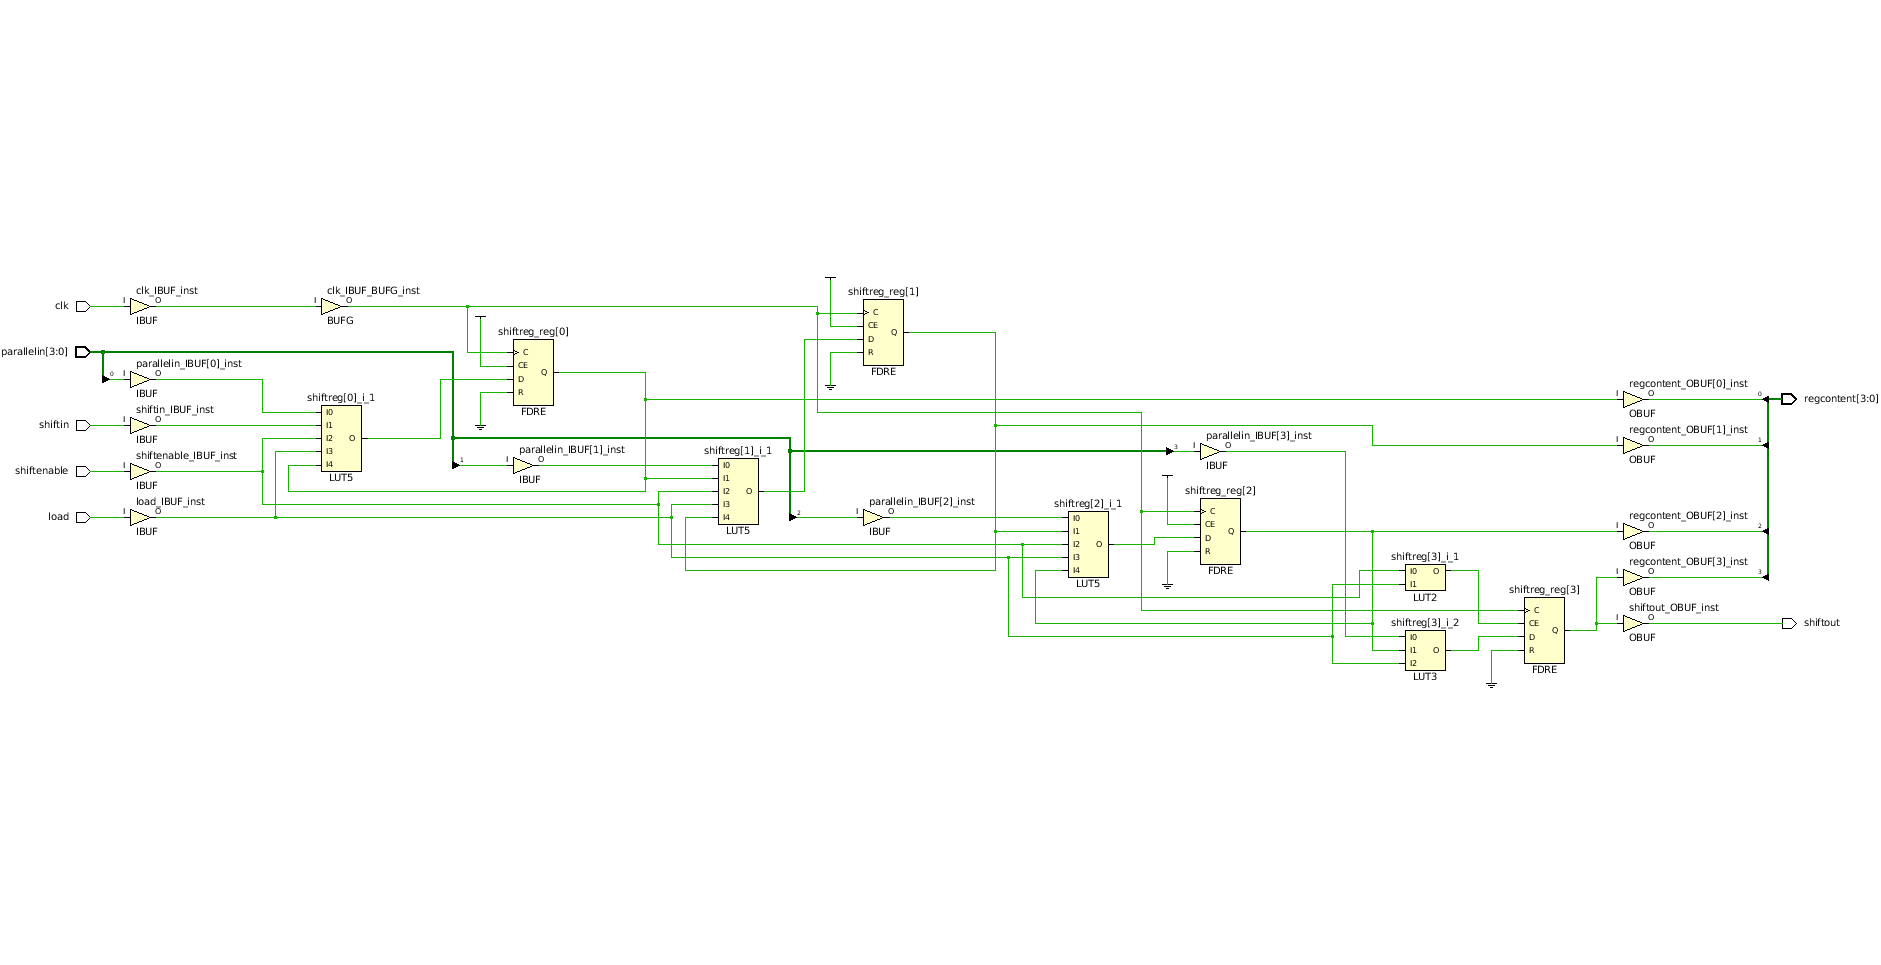 clk
I
clk_IBUF_inst
O
IBUF
I
clk_IBUF_BUFG_inst
O
BUFG
parallelin[3:0]
0
I
parallelin_IBUF[0]_inst
O
IBUF
shiftin
I
shiftin_IBUF_inst
O
IBUF
shiftenable
I
shiftenable_IBUF_inst
O
IBUF
load
I
load_IBUF_inst
O
IBUF
shiftreg[0]_i_1
I0
I1
I2
I3
I4
O
LUT5
shiftreg_reg[0]
C
CE
D
R
Q
FDRE
1
I
parallelin_IBUF[1]_inst
O
IBUF
shiftreg[1]_i_1
I0
I1
I2
I3
I4
O
LUT5
shiftreg_reg[1]
C
CE
D
R
Q
FDRE
2
I
parallelin_IBUF[2]_inst
O
IBUF
shiftreg[2]_i_1
I0
I1
I2
I3
I4
O
LUT5
3
I
parallelin_IBUF[3]_inst
O
IBUF
shiftreg_reg[2]
C
CE
D
R
Q
FDRE
shiftreg[3]_i_1
I0
I1
O
LUT2
shiftreg[3]_i_2
I0
I1
I2
O
LUT3
shiftreg_reg[3]
C
CE
D
R
Q
FDRE
I
regcontent_OBUF[0]_inst
O
OBUF
0
regcontent[3:0]
I
regcontent_OBUF[1]_inst
O
OBUF
1
I
regcontent_OBUF[2]_inst
O
OBUF
2
I
regcontent_OBUF[3]_inst
O
OBUF
3
I
shiftout_OBUF_inst
O
OBUF
shiftout